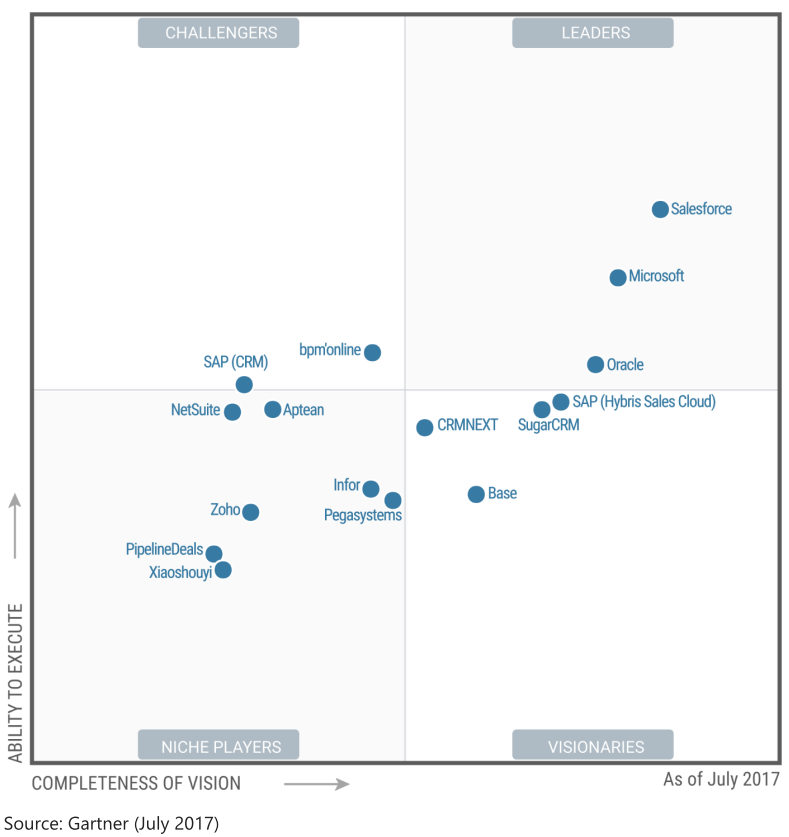 CHALLENGERS
LEADERS
Salesforce
Microsoft
bpm'online
SAP (CRM)
Oracle
NetSuite
Aptean
SAP (Hybris Sales Cloud)
CRMNEXT
SugarCRM
Infor
Base
Pegasystems
Zoho
PipelineDeals
Xiaoshouyi
ABILITY TO EXECUTE
NICHE PLAYERS
VISIONARIES
COMPLETENESS OF VISION
As of July 2017
Source: Gartner (July 2017)